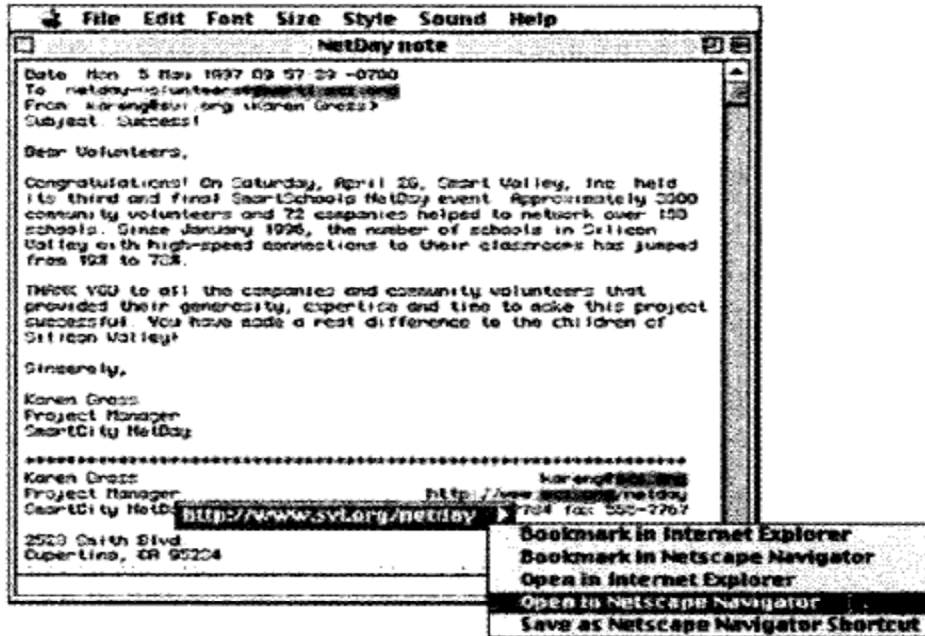 File Edit Font Size Style Sound Help
NetDay note
Date Mon 5 May 1997 09 57 -0700
To netday-volunteers
From kareng@svi.org (Karen Gross)
Subject. Success!
Dear Volunteers,
Congratulations! On Saturday, April 26, Smart Valley, Inc. held
its third and final SmartSchools NetDay event Approximately
community volunteers and 72 companies helped to network over
schools. Since January 1996, the number of schools in Silicon
Valley with high-speed connections to their classrooms has jumped
from to
THANK YOU to all the companies and community volunteers that
provided their generosity, expertise and time to make this project
successful. You have made a real difference to the children of
Silicon Valley!
Sincerely,
Karen Gross
Project Manager
SmartCity NetDay
Karen Gross kareng
Project Manager http://www /netday
SmartCity fax 555-7767
http://www.svi.org/netday
Smith Blvd
Cupertino, CA
Bookmark in Internet Explorer
Bookmark in Netscape Navigator
Open in Internet Explorer
Open in Netscape Navigator
Save as Netscape Navigator Shortcut